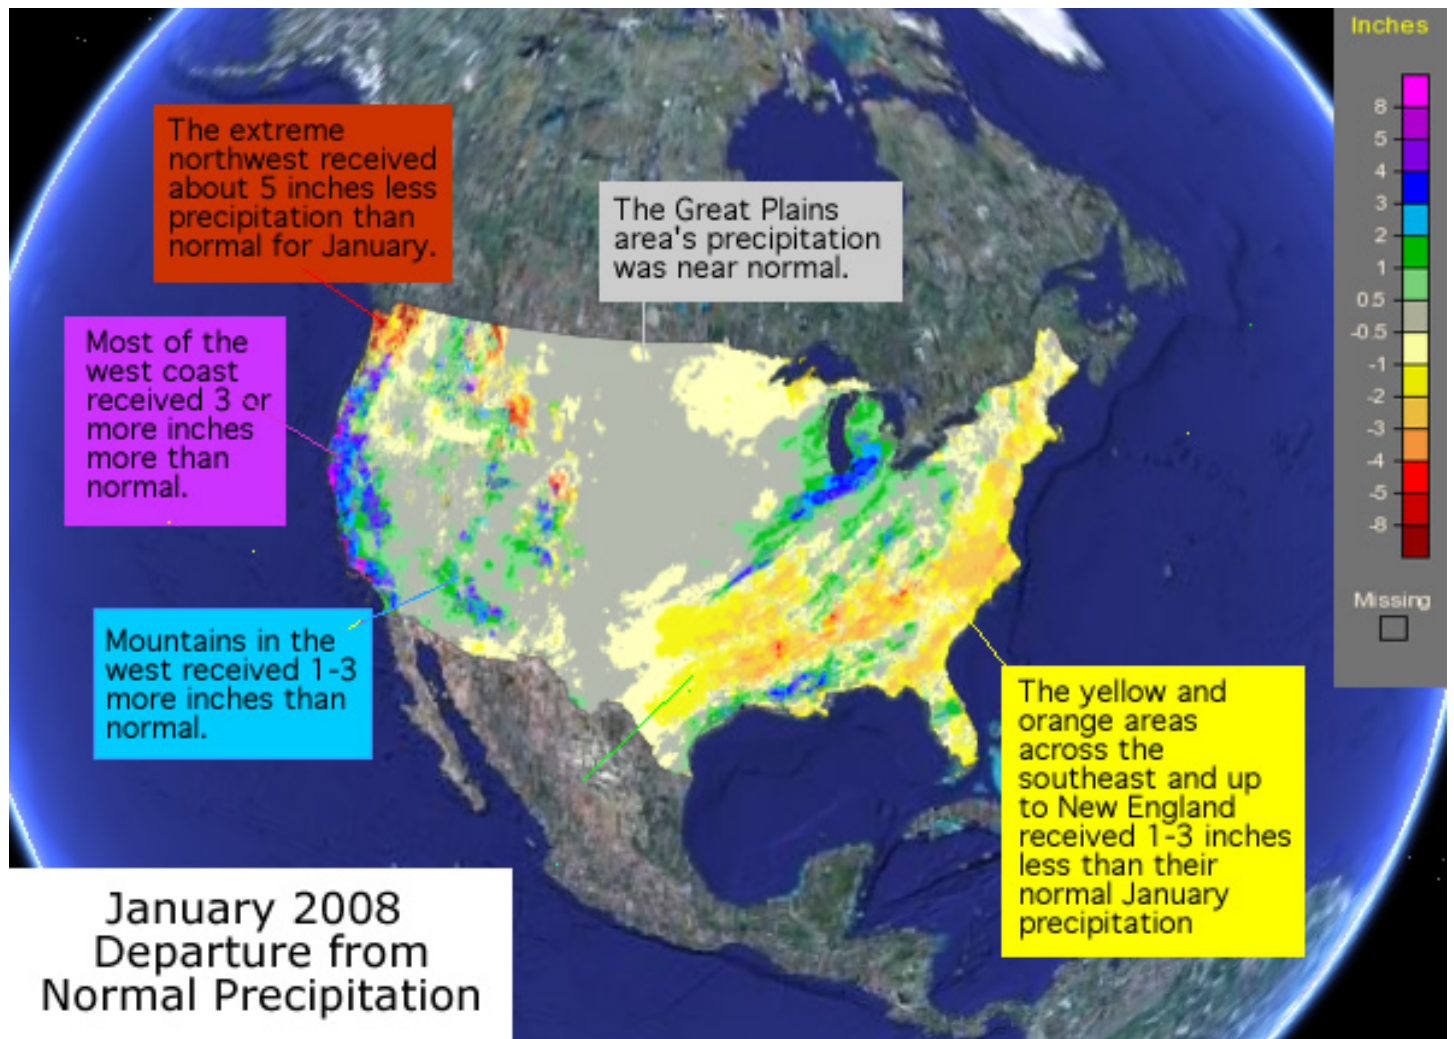 Inches
8
5
4
3
2
1
0.5
-0.5
-1
-2
-3
-4
-5
-8
Missing
The extreme
northwest received
about 5 inches less
precipitation than
normal for January.
The Great Plains
area's precipitation
was near normal.
Most of the
west coast
received 3 or
more inches
more than
normal.
Mountains in the
west received 1-3
more inches than
normal.
The yellow and
orange areas
across the
southeast and up
to New England
received 1-3 inches
less than their
normal January
precipitation
January 2008
Departure from
Normal Precipitation